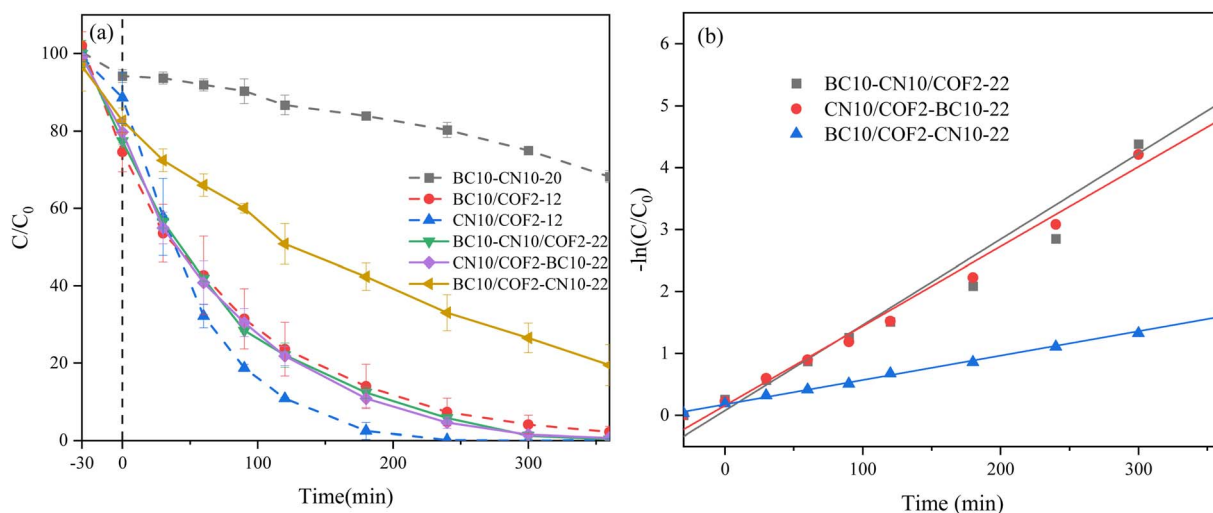 (a)
100
80
60
40
20
0
C/C0
BC10-CN10-20
BC10/COF2-12
CN10/COF2-12
BC10-CN10/COF2-22
CN10/COF2-BC10-22
BC10/COF2-CN10-22
-30 0 100 200 300
Time(min)
(b)
6
5
4
3
2
1
0
-ln(C/C0)
BC10-CN10/COF2-22
CN10/COF2-BC10-22
BC10/COF2-CN10-22
0 100 200 300
Time (min)